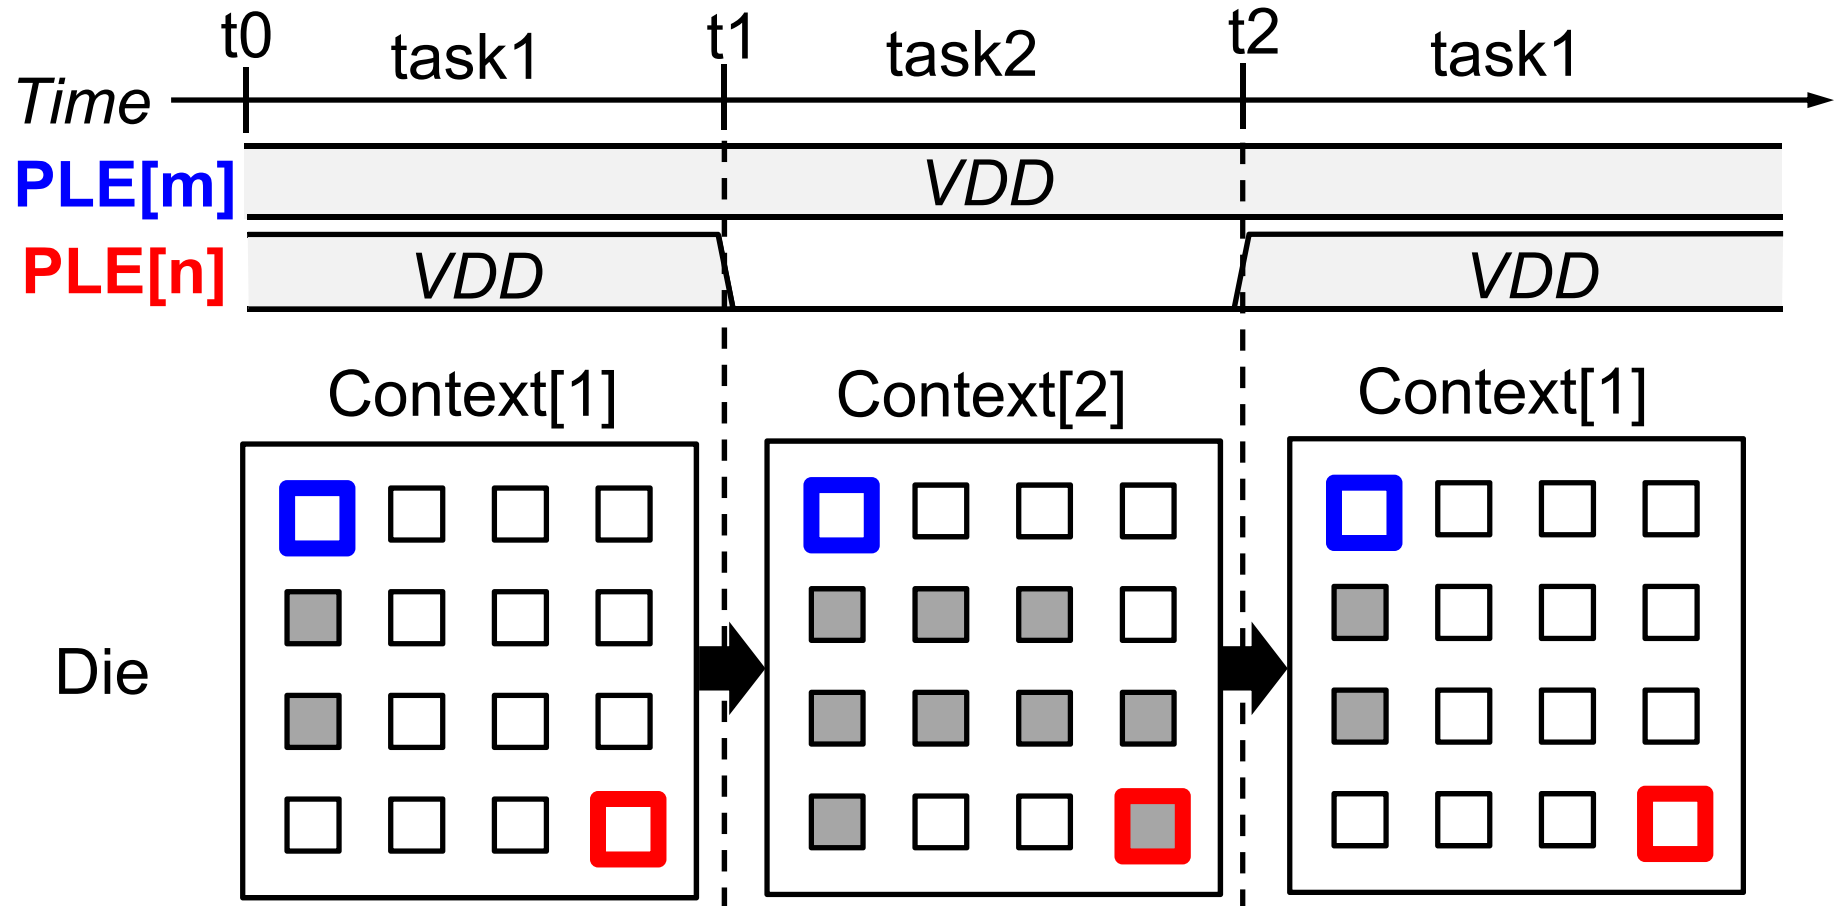 t0 task1 t1 task2 t2 task1
Time
PLE[m] VDD
PLE[n] VDD VDD
Context[1] Context[2] Context[1]
Die